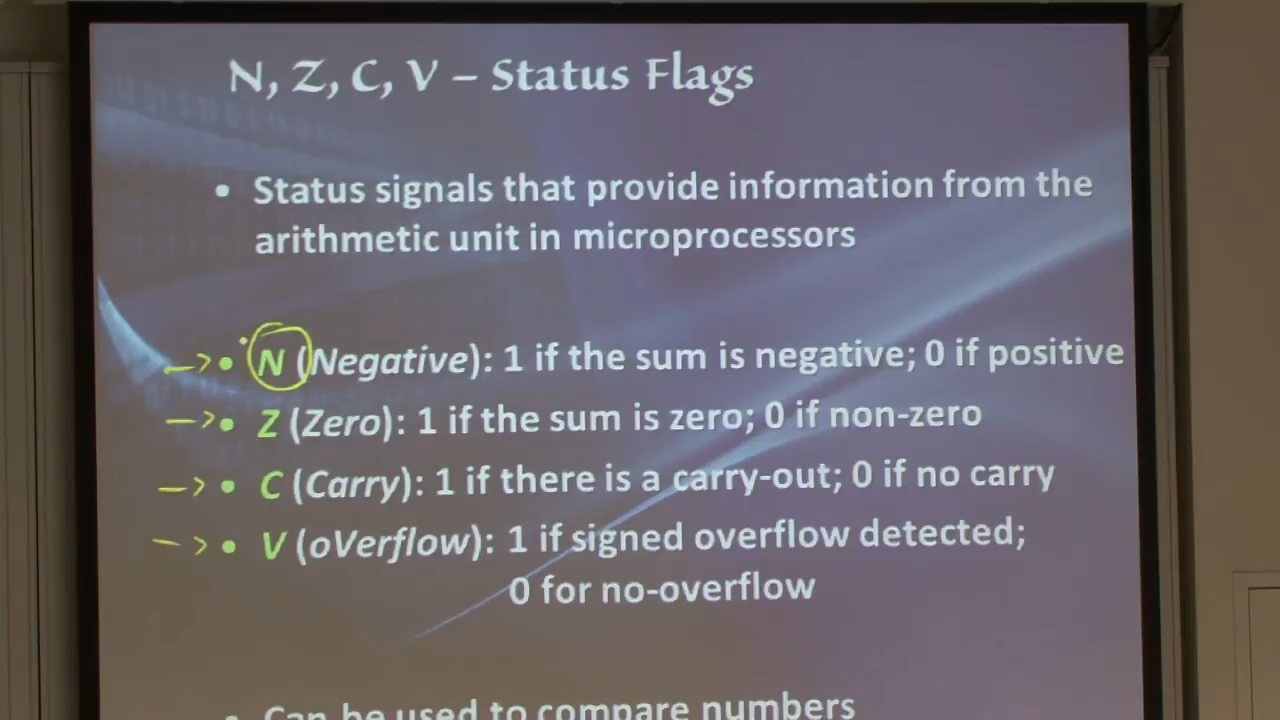 N, Z, C, V – Status Flags
• Status signals that provide information from the
arithmetic unit in microprocessors
-> • N (Negative): 1 if the sum is negative; 0 if positive
-> • Z (Zero): 1 if the sum is zero; 0 if non-zero
-> • C (Carry): 1 if there is a carry-out; 0 if no carry
-> • V (oVerflow): 1 if signed overflow detected;
0 for no-overflow
• Can be used to compare numbers